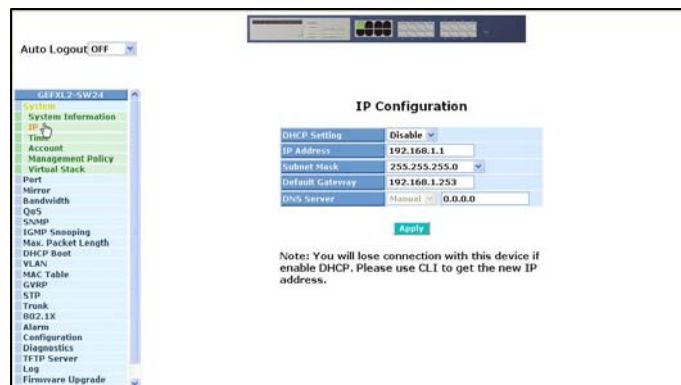 Auto Logout OFF
GEFXL2-SW24
System
System Information
IP
Time
Account
Management Policy
Virtual Stack
Port
Mirror
Bandwidth
QoS
SNMP
IGMP Snooping
Max. Packet Length
DHCP Boot
VLAN
MAC Table
GVRP
STP
Trunk
802.1X
Alarm
Configuration
Diagnostics
TFTP Server
Log
Firmware Upgrade
IP Configuration
DHCP Setting Disable
IP Address 192.168.1.1
Subnet Mask 255.255.255.0
Default Gateway 192.168.1.253
DNS Server Manual 0.0.0.0
Apply
Note: You will lose connection with this device if
enable DHCP. Please use CLI to get the new IP
address.